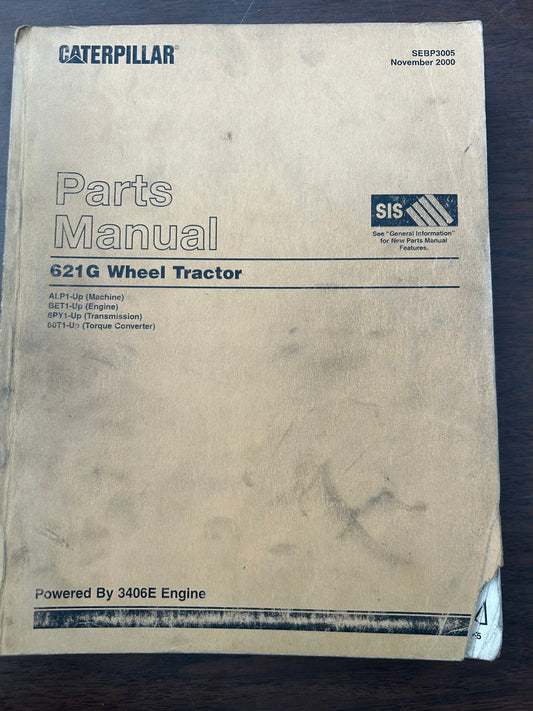 CATERPILLAR®
SEBP3005
November 2000
Parts
Manual
SIS
See "General Information"
for New Parts Manual
Features.
621G Wheel Tractor
ALP1-Up (Machine)
BET1-Up (Engine)
6PY1-Up (Transmission)
60T1-Up (Torque Converter)
Powered By 3406E Engine